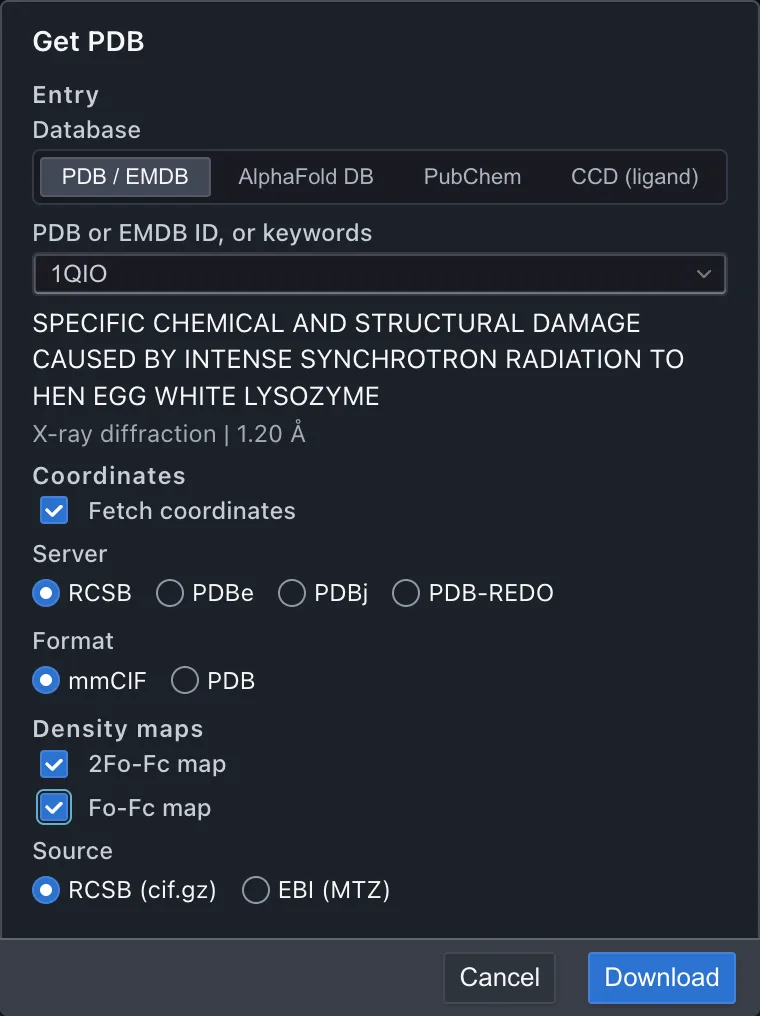 Get PDB
Entry
Database
PDB / EMDB AlphaFold DB PubChem CCD (ligand)
PDB or EMDB ID, or keywords
1QIO
SPECIFIC CHEMICAL AND STRUCTURAL DAMAGE
CAUSED BY INTENSE SYNCHROTRON RADIATION TO
HEN EGG WHITE LYSOZYME
X-ray diffraction | 1.20 Å
Coordinates
Fetch coordinates
Server
RCSB PDBe PDBj PDB-REDO
Format
mmCIF PDB
Density maps
2Fo-Fc map
Fo-Fc map
Source
RCSB (cif.gz) EBI (MTZ)
Cancel Download